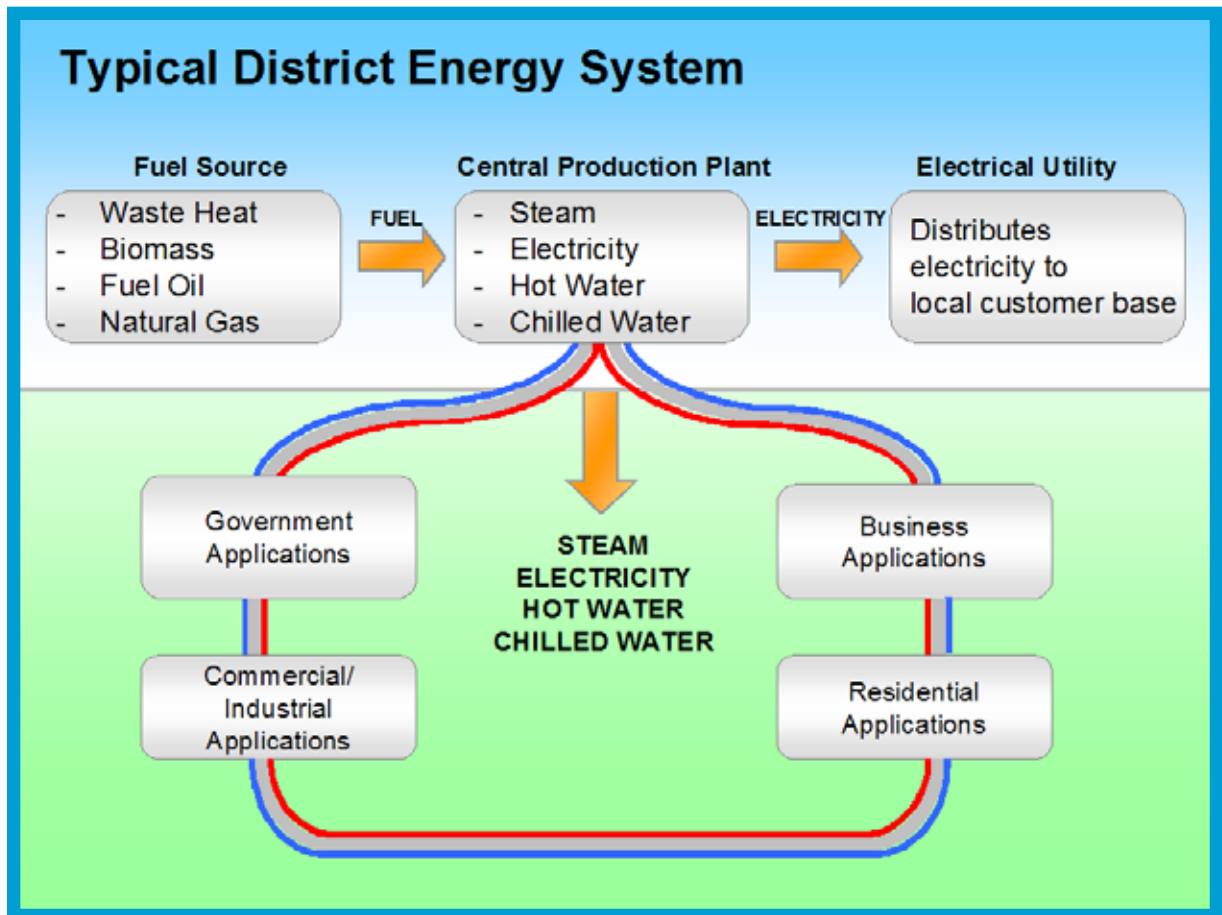 Typical District Energy System
Fuel Source
- Waste Heat
- Biomass
- Fuel Oil
- Natural Gas
FUEL
Central Production Plant
- Steam
- Electricity
- Hot Water
- Chilled Water
ELECTRICITY
Electrical Utility
Distributes
electricity to
local customer base
Government
Applications
STEAM
ELECTRICITY
HOT WATER
CHILLED WATER
Business
Applications
Commercial/
Industrial
Applications
Residential
Applications